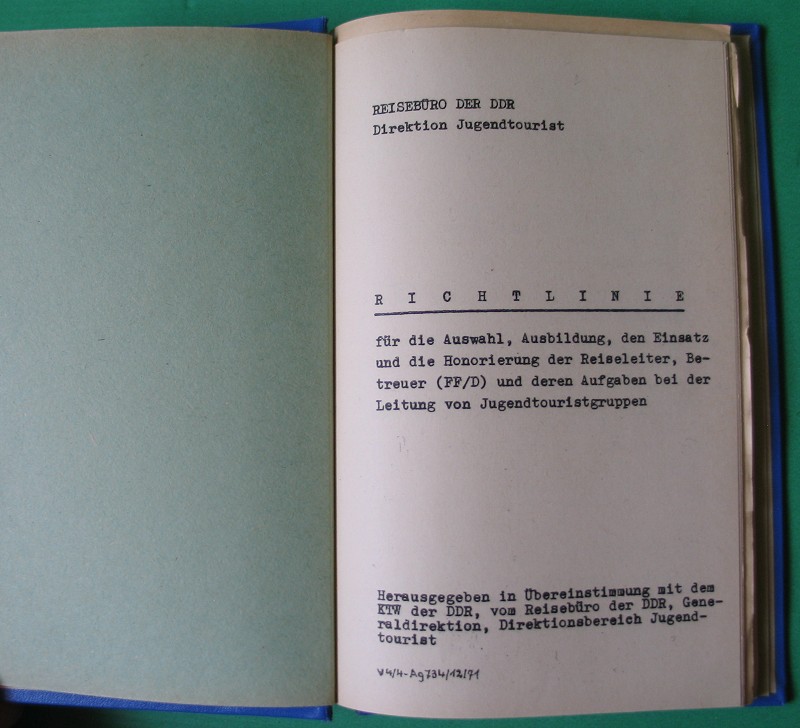 REISEBÜRO DER DDR
Direktion Jugendtourist
R I C H T L I N I E
für die Auswahl, Ausbildung, den Einsatz
und die Honorierung der Reiseleiter, Be-
treuer (FF/D) und deren Aufgaben bei der
Leitung von Jugendtouristgruppen
Herausgegeben in Übereinstimmung mit dem
KTW der DDR, vom Reisebüro der DDR, Gene-
raldirektion, Direktionsbereich Jugend-
tourist
V4/4-Ag734/12/71